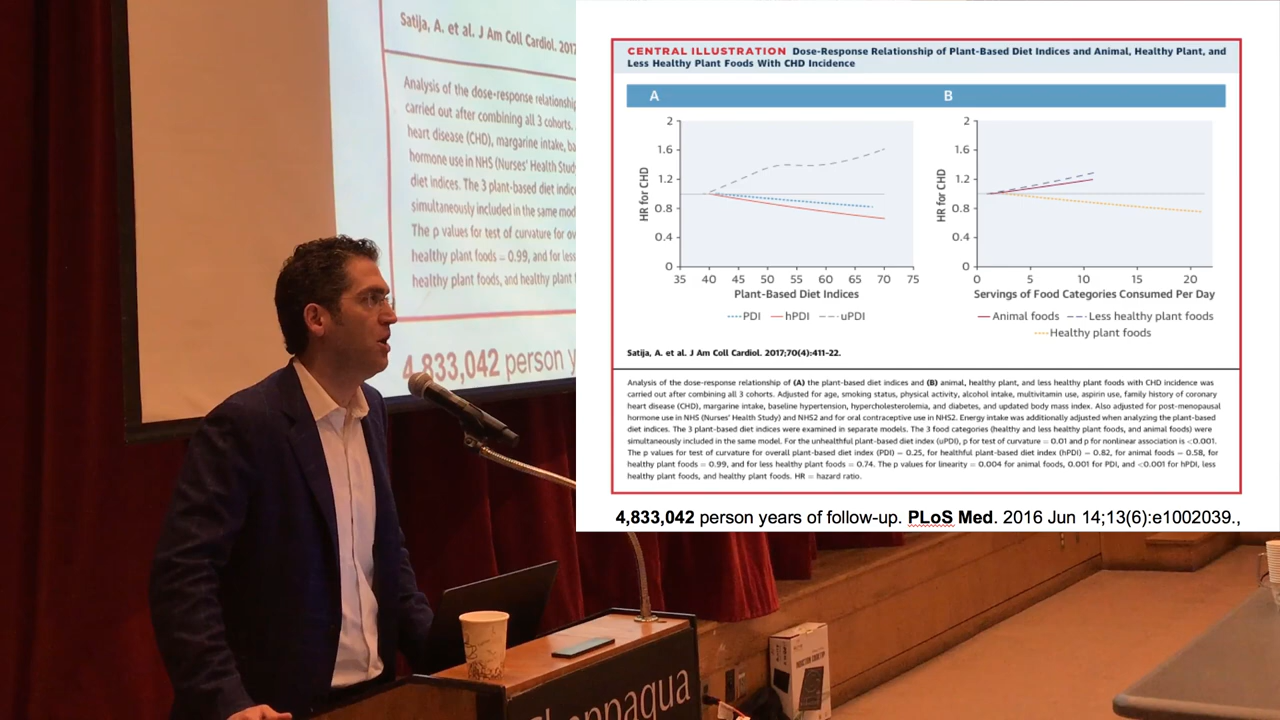 Satija, A. et al. J Am Coll Cardiol. 2017
Analysis of the dose-response relationship
carried out after combining all 3 cohorts.
heart disease (CHD), margarine intake, ba
hormone use in NHS (Nurses' Health Stud
diet indices. The 3 plant-based diet indic
simultaneously included in the same mod
The p values for test of curvature for ov
healthy plant foods = 0.99, and for less
healthy plant foods, and healthy plant f
4,833,042 person y
CENTRAL ILLUSTRATION Dose-Response Relationship of Plant-Based Diet Indices and Animal, Healthy Plant, and
Less Healthy Plant Foods With CHD Incidence
A
B
2
1.6
1.2
0.8
0.4
0
HR for CHD
35 40 45 50 55 60 65 70 75
Plant-Based Diet Indices
PDI hPDI uPDI
2
1.6
1.2
0.8
0.4
0
HR for CHD
0 5 10 15 20
Servings of Food Categories Consumed Per Day
Animal foods Less healthy plant foods
Healthy plant foods
Satija, A. et al. J Am Coll Cardiol. 2017;70(4):411-22.
Analysis of the dose-response relationship of (A) the plant-based diet indices and (B) animal, healthy plant, and less healthy plant foods with CHD incidence was
carried out after combining all 3 cohorts. Adjusted for age, smoking status, physical activity, alcohol intake, multivitamin use, aspirin use, family history of coronary
heart disease (CHD), margarine intake, baseline hypertension, hypercholesterolemia, and diabetes, and updated body mass index. Also adjusted for post-menopausal
hormone use in NHS (Nurses' Health Study) and NHS2 and for oral contraceptive use in NHS2. Energy intake was additionally adjusted when analyzing the plant-based
diet indices. The 3 plant-based diet indices were examined in separate models. The 3 food categories (healthy and less healthy plant foods, and animal foods) were
simultaneously included in the same model. For the unhealthful plant-based diet index (uPDI), p for test of curvature = 0.01 and p for nonlinear association is <0.001.
The p values for test of curvature for overall plant-based diet index (PDI) = 0.25, for healthful plant-based diet index (hPDI) = 0.82, for animal foods = 0.58, for
healthy plant foods = 0.99, and for less healthy plant foods = 0.74. The p values for linearity = 0.004 for animal foods, 0.001 for PDI, and <0.001 for hPDI, less
healthy plant foods, and healthy plant foods. HR = hazard ratio.
4,833,042 person years of follow-up. PLoS Med. 2016 Jun 14;13(6):e1002039.,
Chappaqua